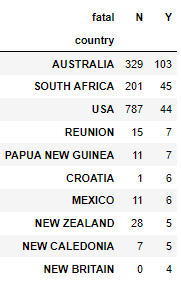 fatal N Y
country
AUSTRALIA 329 103
SOUTH AFRICA 201 45
USA 787 44
REUNION 15 7
PAPUA NEW GUINEA 11 7
CROATIA 1 6
MEXICO 11 6
NEW ZEALAND 28 5
NEW CALEDONIA 7 5
NEW BRITAIN 0 4